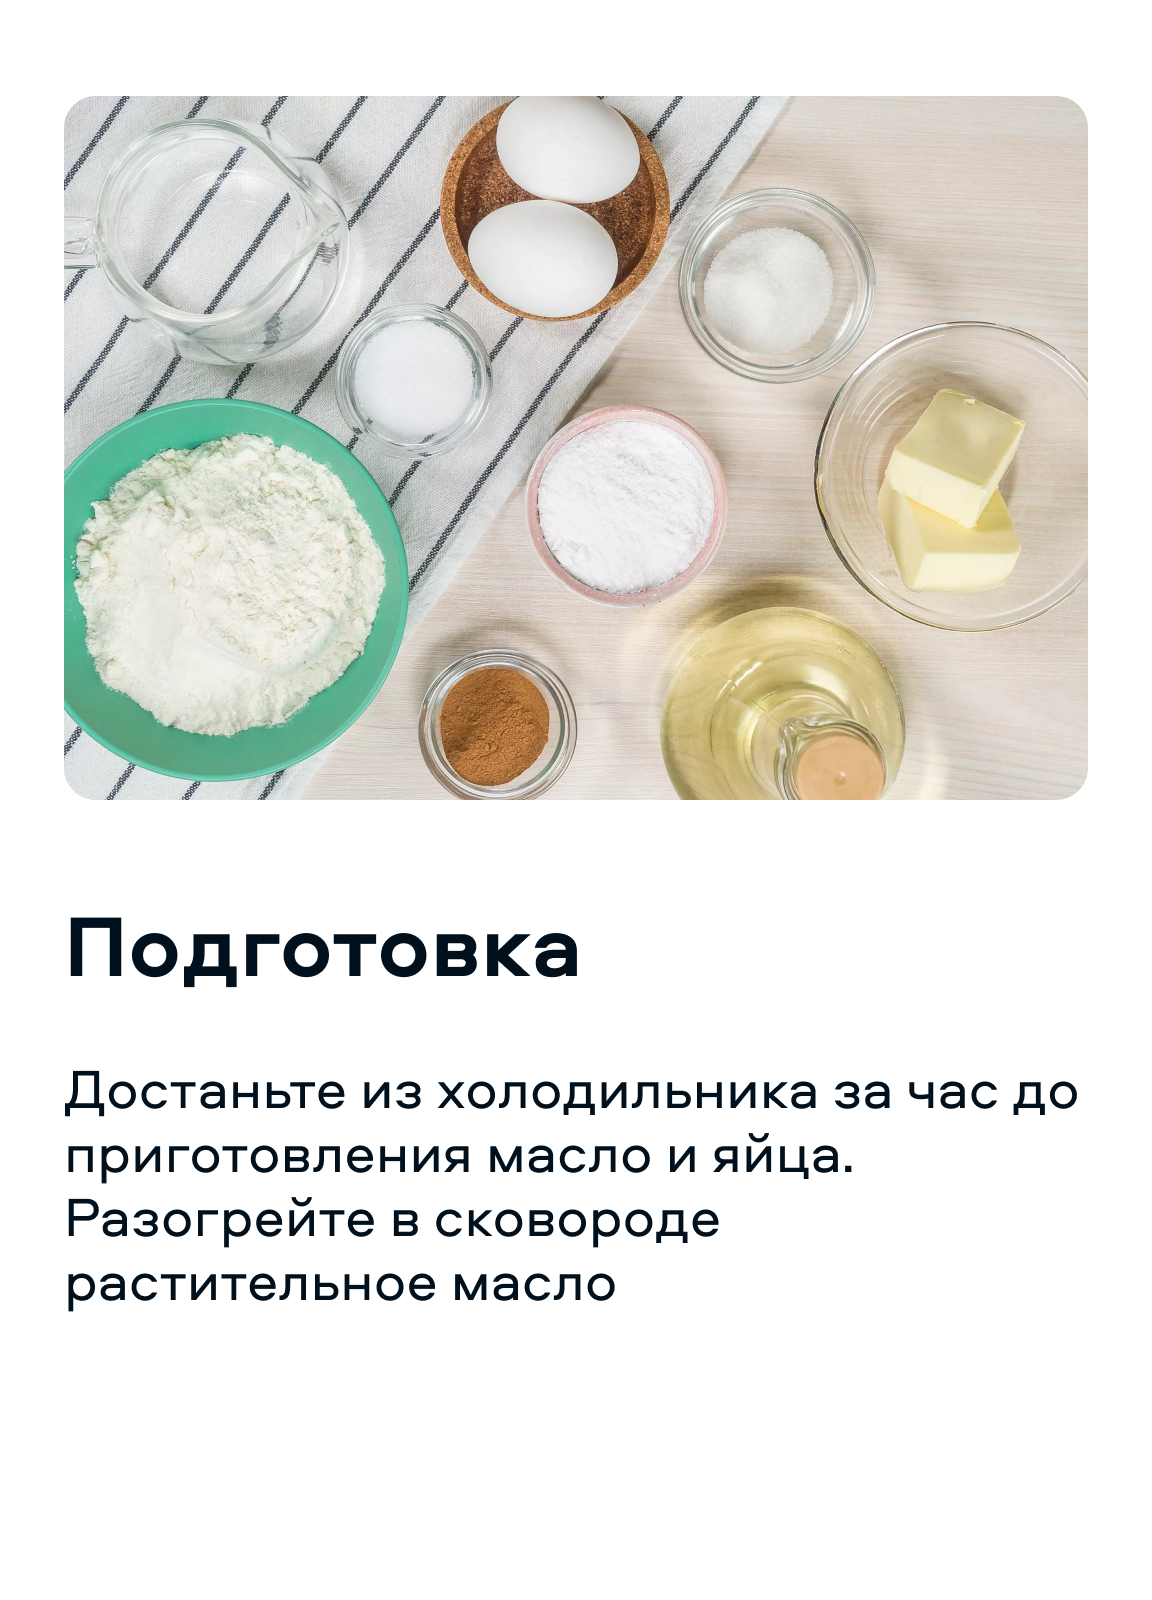 Подготовка
Достаньте из холодильника за час до
приготовления масло и яйца.
Разогрейте в сковороде
растительное масло